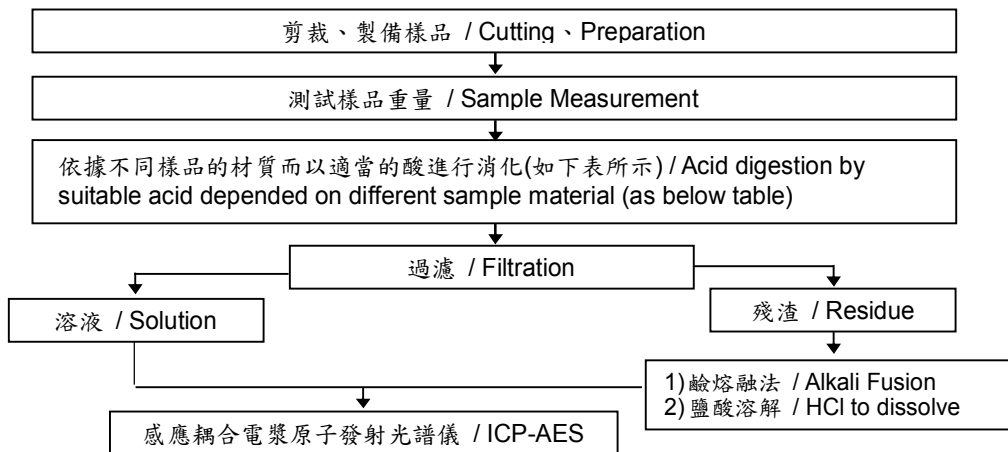 剪裁、製備樣品 / Cutting、Preparation
測試樣品重量 / Sample Measurement
依據不同樣品的材質而以適當的酸進行消化(如下表所示) / Acid digestion by
suitable acid depended on different sample material (as below table)
過濾 / Filtration
溶液 / Solution
殘渣 / Residue
1)鹼熔融法 / Alkali Fusion
2)鹽酸溶解 / HCl to dissolve
感應耦合電漿原子發射光譜儀 / ICP-AES